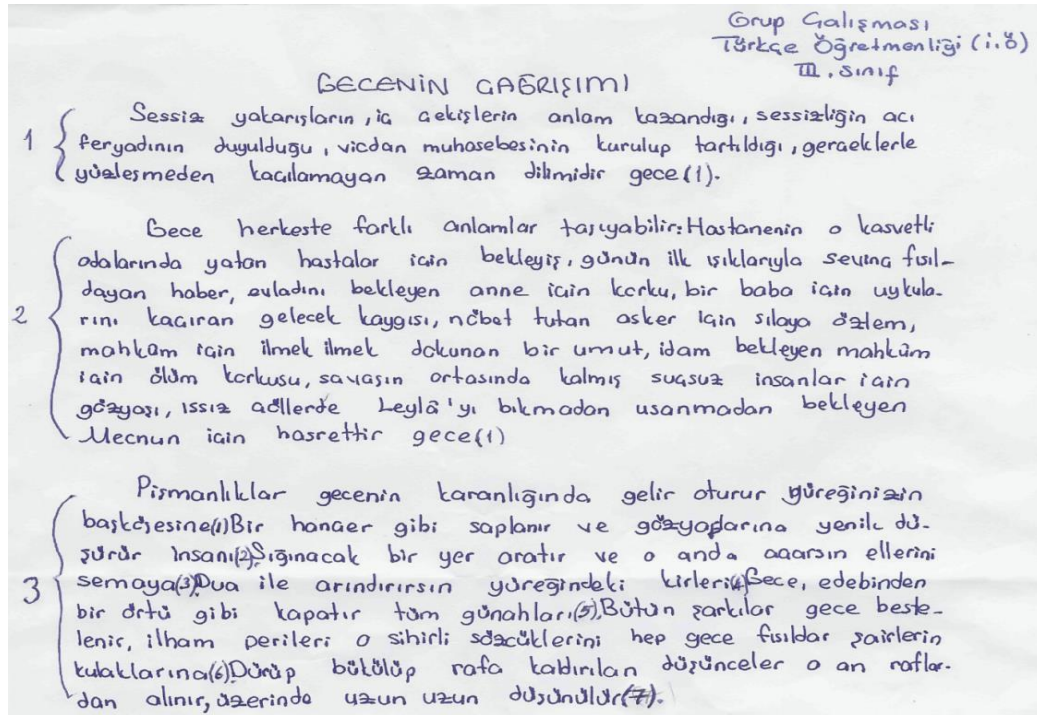 Grup Çalışması
Türkçe Öğretmenliği (i.ö)
III. sınıf
GECENİN ÇAĞRIŞIMI
Sessiz yakarışların, iç çekişlerin anlam kazandığı, sessizliğin acı
1 feryadının duyulduğu, vicdan muhasebesinin kurulup tartıldığı, gerçeklerle
yüzleşmeden kaçılamayan zaman dilimidir gece (1).
Gece herkeste farklı anlamlar taşıyabilir: Hastanenin o kasvetli
odalarında yatan hastalar için bekleyiş, günün ilk ışıklarıyla sevinç fısıl-
dayan haber, evladını bekleyen anne için korku, bir baba için uykula-
2 rını kaçıran gelecek kaygısı, nöbet tutan asker için sılaya özlem,
mahkûm için ilmek ilmek dokunan bir umut, idam bekleyen mahkûm
için ölüm korkusu, savaşın ortasında kalmış suçsuz insanlar için
gözyaşı, ıssız çöllerde Leylâ'yı bıkmadan usanmadan bekleyen
Mecnun için hasrettir gece (1)
Pişmanlıklar gecenin karanlığında gelir oturur yüreğinizin
başköşesine(1) Bir hançer gibi saplanır ve gözyaşlarına yenik dü-
şürür insanı(2). Sığınacak bir yer aratır ve o anda açarsın ellerini
3 semaya(3) Dua ile arındırırsın yüreğindeki kirleri(4) Gece, edebinden
bir örtü gibi kapatır tüm günahları(5). Bütün şarkılar gece beste-
lenir, ilham perileri o sihirli sözcüklerini hep gece fısıldar şairlerin
kulaklarına(6) Dürüp bükülüp rafa kaldırılan düşünceler o an raflar-
dan alınır, üzerinde uzun uzun düşünülür(7).